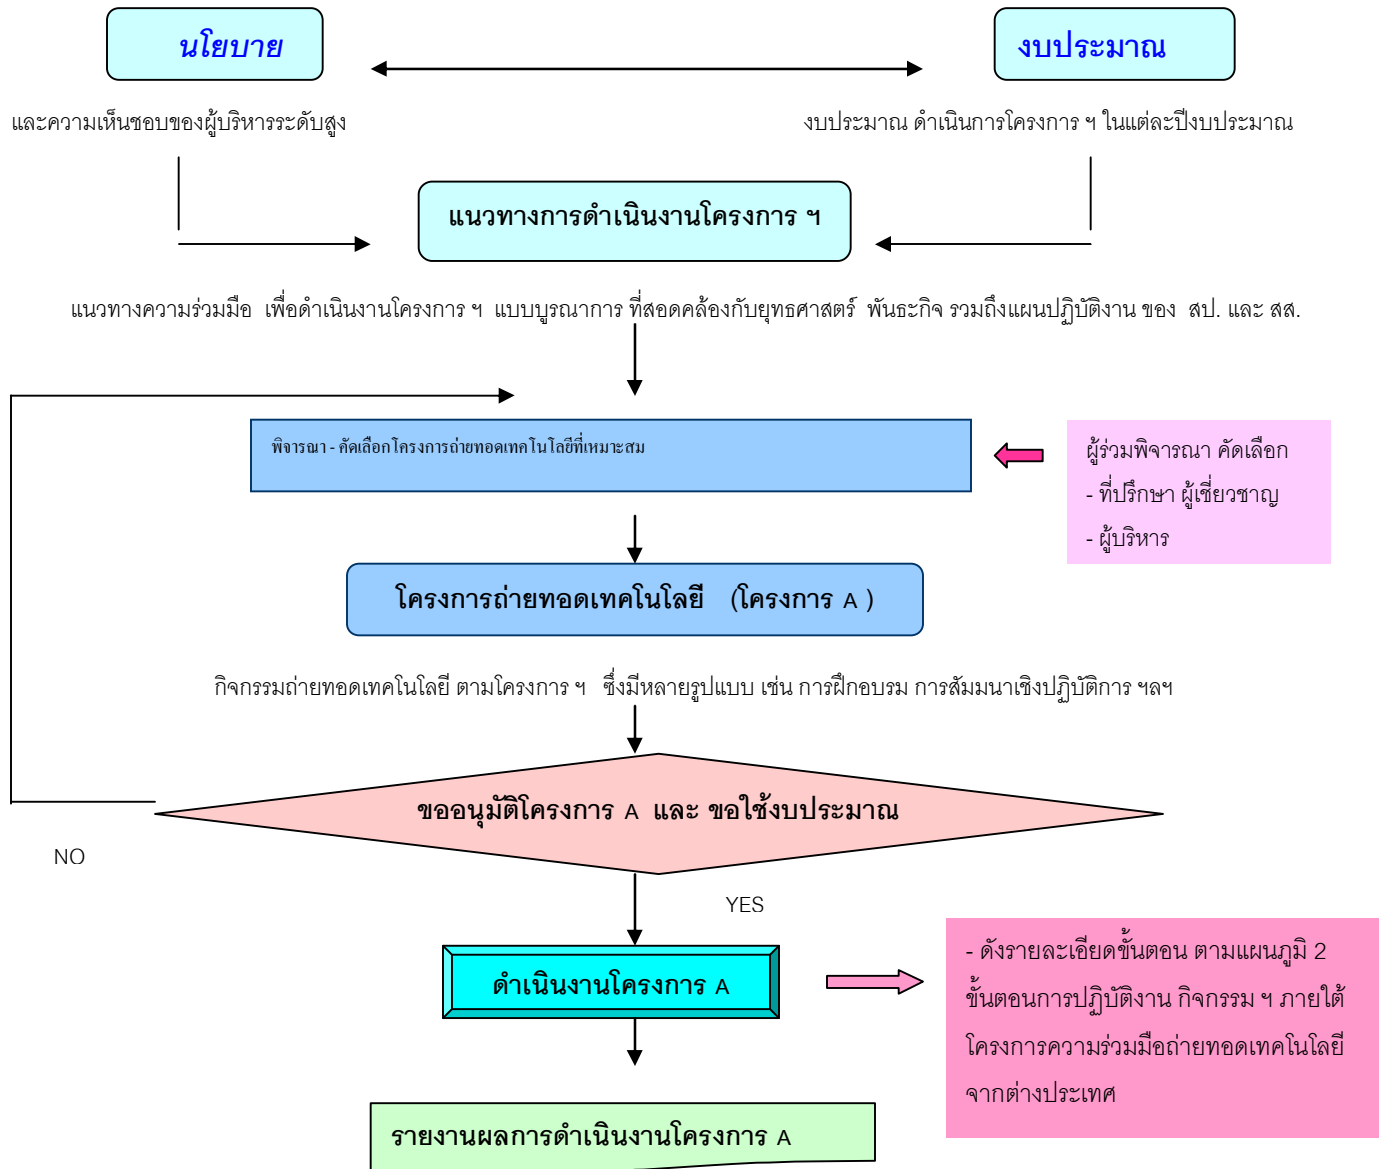 นโยบาย
งบประมาณ
และความเห็นชอบของผู้บริหารระดับสูง
งบประมาณ ดำเนินการโครงการ ฯ ในแต่ละปีงบประมาณ
แนวทางการดำเนินงานโครงการ ฯ
แนวทางความร่วมมือ เพื่อดำเนินงานโครงการ ฯ แบบบูรณาการ ที่สอดคล้องกับยุทธศาสตร์ พันธะกิจ รวมถึงแผนปฏิบัติงาน ของ สป. และ สส.
พิจารณา - คัดเลือกโครงการถ่ายทอดเทคโนโลยีที่เหมาะสม
ผู้ร่วมพิจารณา คัดเลือก
- ที่ปรึกษา ผู้เชี่ยวชาญ
- ผู้บริหาร
โครงการถ่ายทอดเทคโนโลยี (โครงการ A )
กิจกรรมถ่ายทอดเทคโนโลยี ตามโครงการ ฯ ซึ่งมีหลายรูปแบบ เช่น การฝึกอบรม การสัมมนาเชิงปฏิบัติการ ฯลฯ
ขออนุมัติโครงการ A และ ขอใช้งบประมาณ
NO
YES
ดำเนินงานโครงการ A
- ดังรายละเอียดขั้นตอน ตามแผนภูมิ 2
ขั้นตอนการปฏิบัติงาน กิจกรรม ฯ ภายใต้
โครงการความร่วมมือถ่ายทอดเทคโนโลยี
จากต่างประเทศ
รายงานผลการดำเนินงานโครงการ A